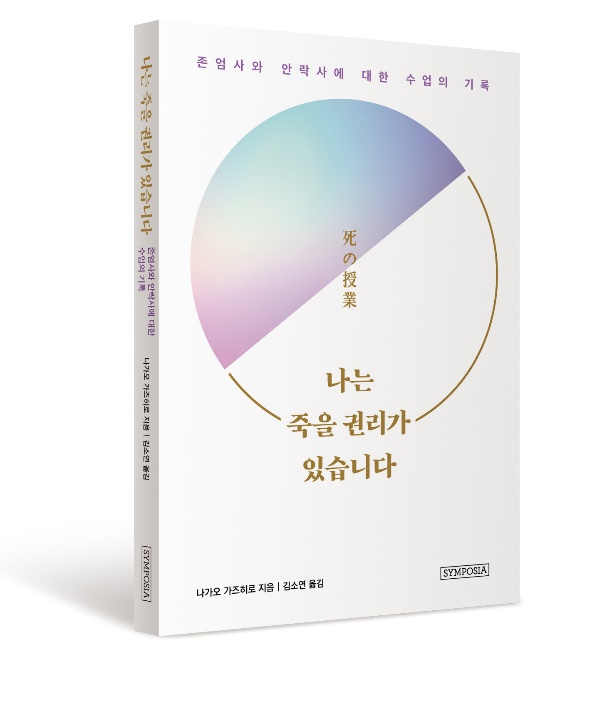 존엄사와 안락사에 대한 수업의 기록
死の授業
나는
죽을 권리가
있습니다
나가오 가즈히로 지음 | 김소연 옮김
SYMPOSIA
나는 죽을 권리가 있습니다
존엄사와 안락사에 대한
수업의 기록
나가오 가즈히로 지음 | 김소연 옮김
SYMPOSIA